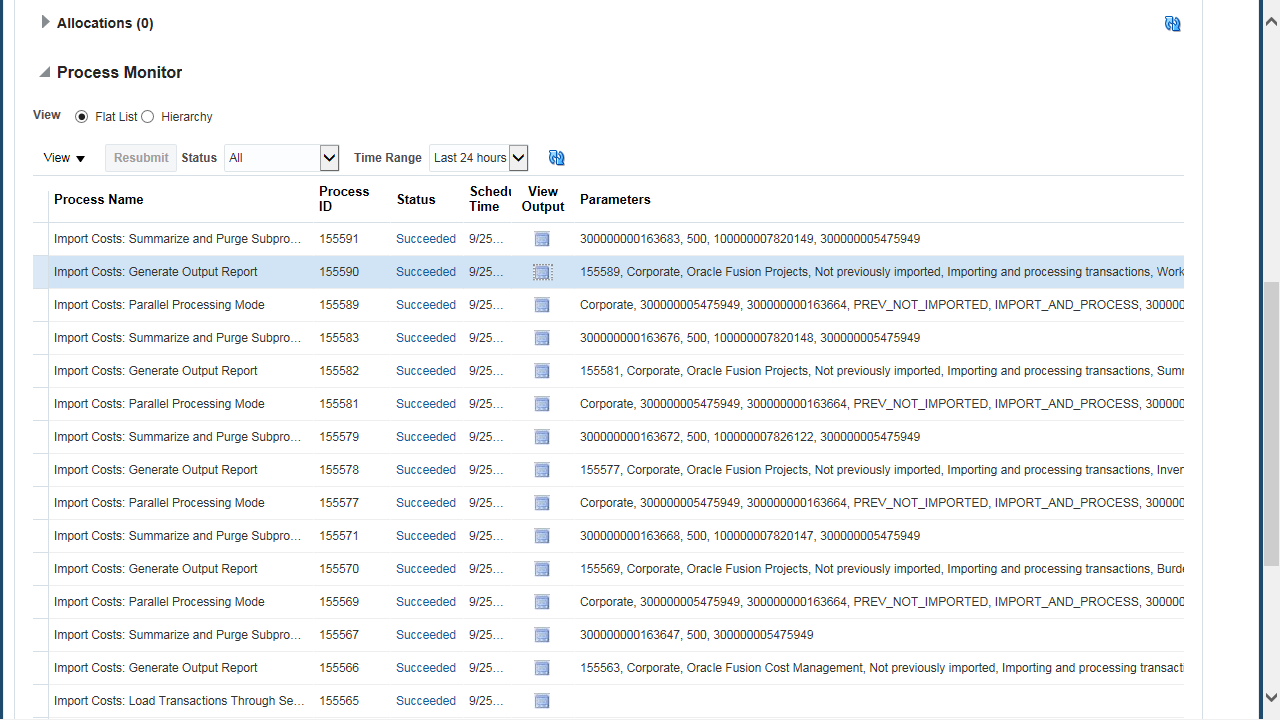 Allocations (0)
Process Monitor
View Flat List Hierarchy
View Resubmit Status All Time Range Last 24 hours
Process Name Process ID Status Schedu Time View Output Parameters
Import Costs: Summarize and Purge Subpro... 155591 Succeeded 9/25... 300000000163683, 500, 100000007820149, 300000005475949
Import Costs: Generate Output Report 155590 Succeeded 9/25... 155589, Corporate, Oracle Fusion Projects, Not previously imported, Importing and processing transactions, Work
Import Costs: Parallel Processing Mode 155589 Succeeded 9/25... Corporate, 300000005475949, 300000000163664, PREV_NOT_IMPORTED, IMPORT_AND_PROCESS, 300000
Import Costs: Summarize and Purge Subpro... 155583 Succeeded 9/25... 300000000163676, 500, 100000007820148, 300000005475949
Import Costs: Generate Output Report 155582 Succeeded 9/25... 155581, Corporate, Oracle Fusion Projects, Not previously imported, Importing and processing transactions, Sum
Import Costs: Parallel Processing Mode 155581 Succeeded 9/25... Corporate, 300000005475949, 300000000163664, PREV_NOT_IMPORTED, IMPORT_AND_PROCESS, 300000
Import Costs: Summarize and Purge Subpro... 155579 Succeeded 9/25... 300000000163672, 500, 100000007826122, 300000005475949
Import Costs: Generate Output Report 155578 Succeeded 9/25... 155577, Corporate, Oracle Fusion Projects, Not previously imported, Importing and processing transactions, Inver
Import Costs: Parallel Processing Mode 155577 Succeeded 9/25... Corporate, 300000005475949, 300000000163664, PREV_NOT_IMPORTED, IMPORT_AND_PROCESS, 300000
Import Costs: Summarize and Purge Subpro... 155571 Succeeded 9/25... 300000000163668, 500, 100000007820147, 300000005475949
Import Costs: Generate Output Report 155570 Succeeded 9/25... 155569, Corporate, Oracle Fusion Projects, Not previously imported, Importing and processing transactions, Burde
Import Costs: Parallel Processing Mode 155569 Succeeded 9/25... Corporate, 300000005475949, 300000000163664, PREV_NOT_IMPORTED, IMPORT_AND_PROCESS, 300000
Import Costs: Summarize and Purge Subpro... 155567 Succeeded 9/25... 300000000163647, 500, 300000005475949
Import Costs: Generate Output Report 155566 Succeeded 9/25... 155563, Corporate, Oracle Fusion Cost Management, Not previously imported, Importing and processing transacti
Import Costs: Load Transactions Through Se... 155565 Succeeded 9/25...